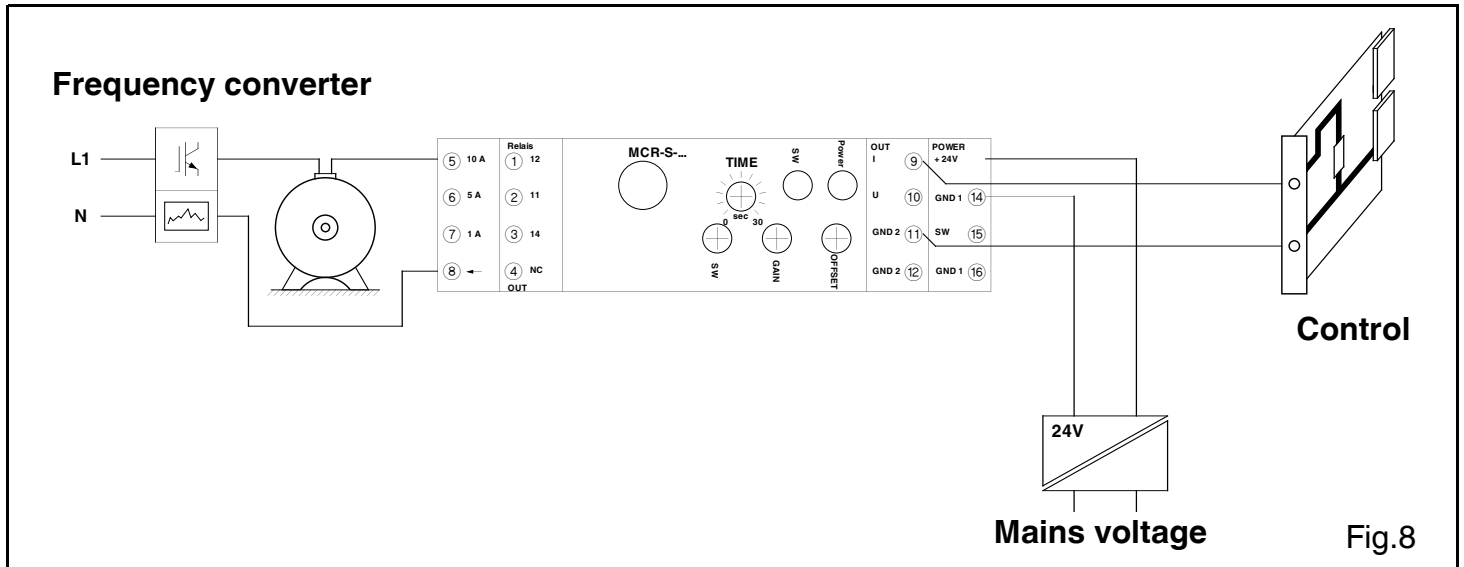 Frequency converter
L1
N
5 10 A
6 5 A
7 1 A
8 ←
Relais
1 12
2 11
3 14
4 NC
OUT
MCR-S-...
TIME
sec
0 30
SW
Power
SW
GAIN
OFFSET
OUT
I 9
U 10
GND 2 11
GND 2 12
POWER
+ 24V
GND 1 14
SW 15
GND 1 16
Control
24V
Mains voltage
Fig.8